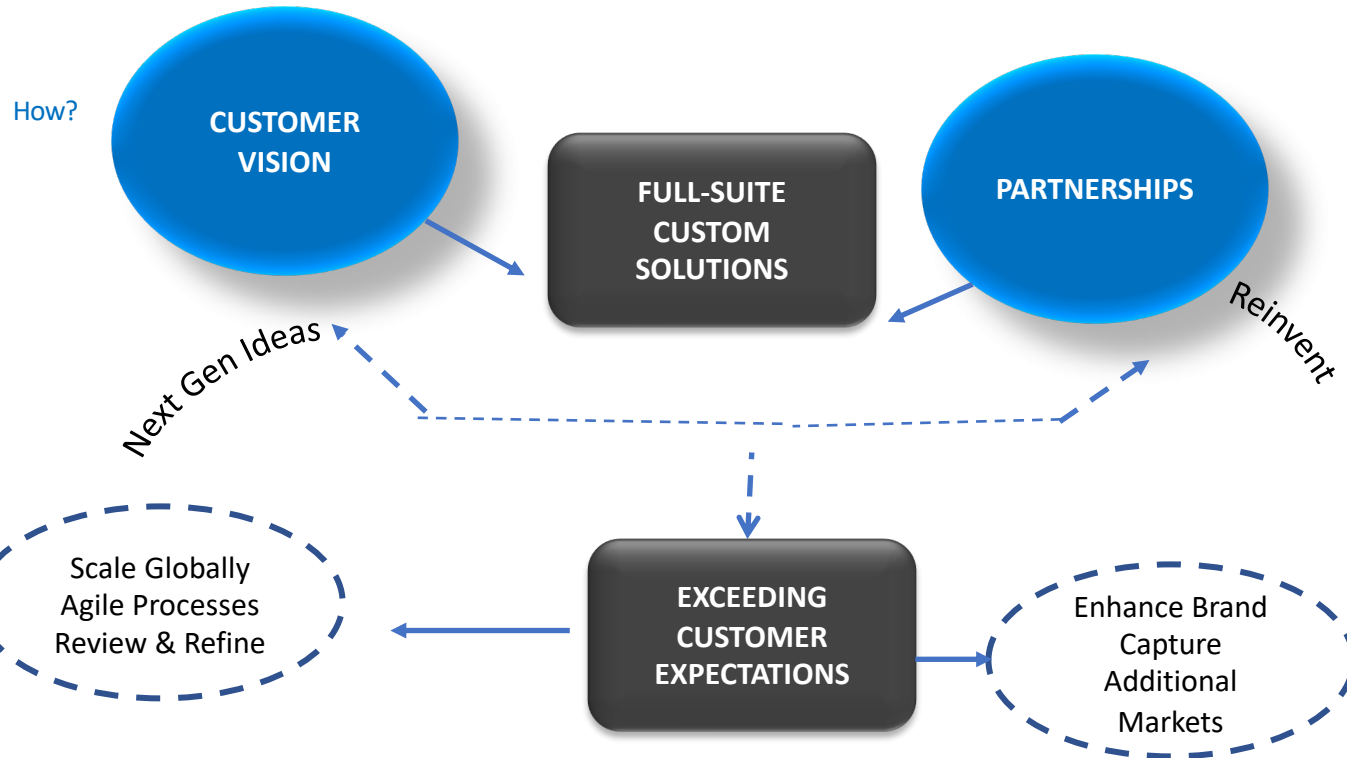 How?
CUSTOMER
VISION
FULL-SUITE
CUSTOM
SOLUTIONS
PARTNERSHIPS
Next Gen Ideas
Reinvent
Scale Globally
Agile Processes
Review & Refine
EXCEEDING
CUSTOMER
EXPECTATIONS
Enhance Brand
Capture
Additional
Markets